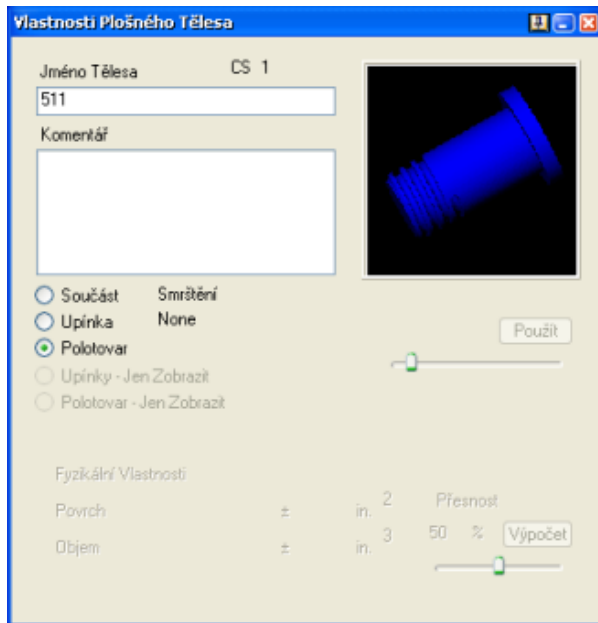 Vlastnosti Plošného Tělesa
Jméno Tělesa CS 1
511
Komentář
Součást Smrštění
Upínka None
Polotovar
Použít
Upínky - Jen Zobrazit
Polotovar - Jen Zobrazit
Fyzikální Vlastnosti
Povrch ± in. 2 Přesnost
Objem ± in. 3 50 % Výpočet